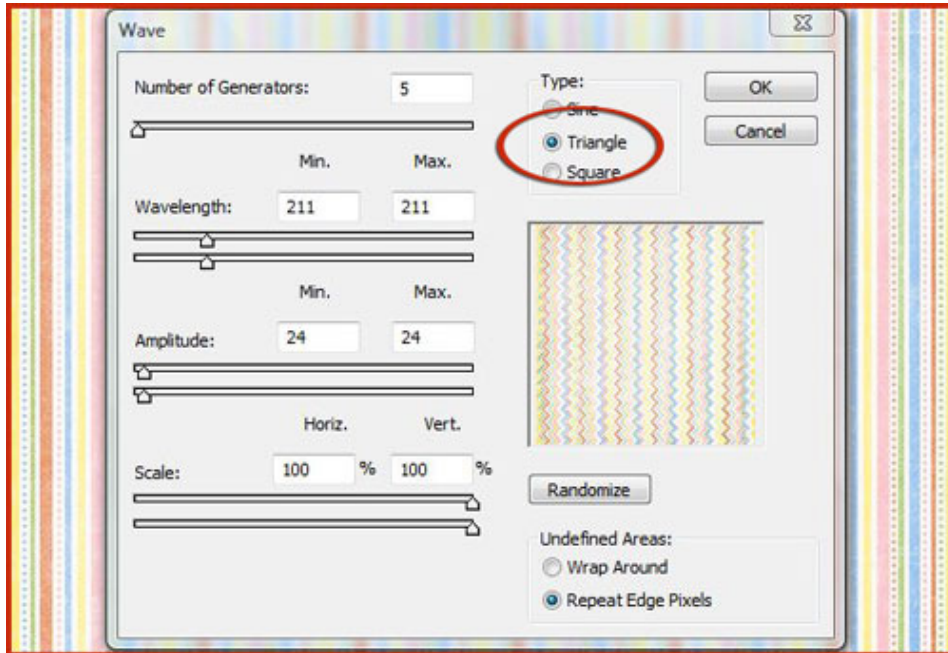 Wave
Number of Generators: 5
Type:
Sine
Triangle
Square
OK
Cancel
Min. Max.
Wavelength: 211 211
Min. Max.
Amplitude: 24 24
Horiz. Vert.
Scale: 100 % 100 %
Randomize
Undefined Areas:
Wrap Around
Repeat Edge Pixels